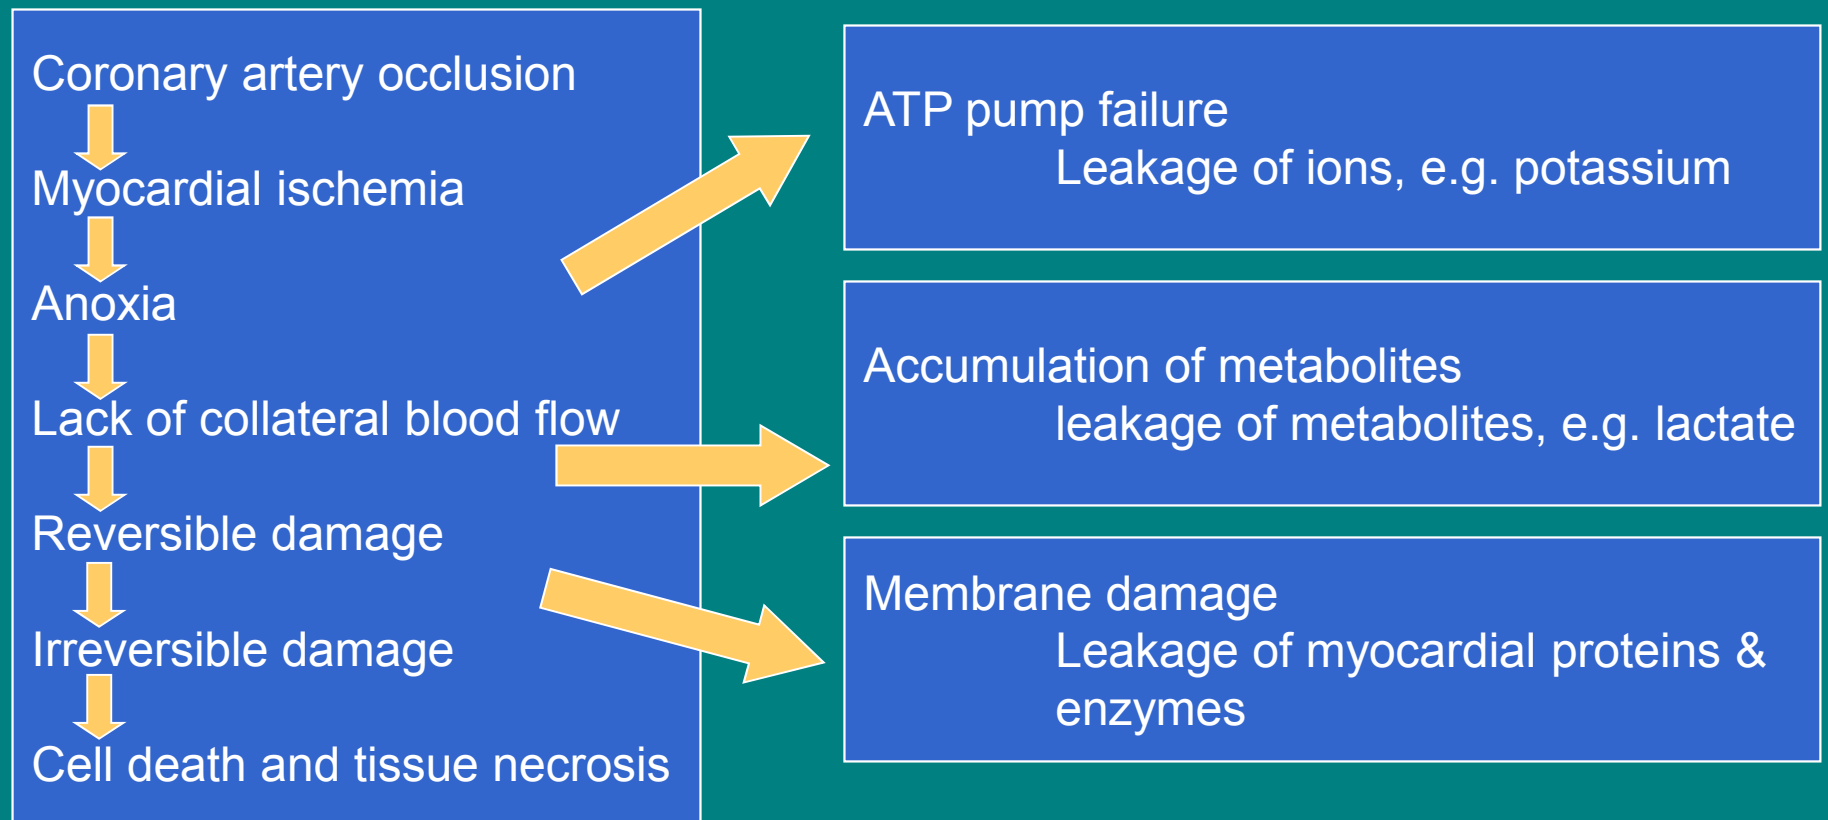 Coronary artery occlusion
Myocardial ischemia
Anoxia
Lack of collateral blood flow
Reversible damage
Irreversible damage
Cell death and tissue necrosis
ATP pump failure
Leakage of ions, e.g. potassium
Accumulation of metabolites
leakage of metabolites, e.g. lactate
Membrane damage
Leakage of myocardial proteins &
enzymes